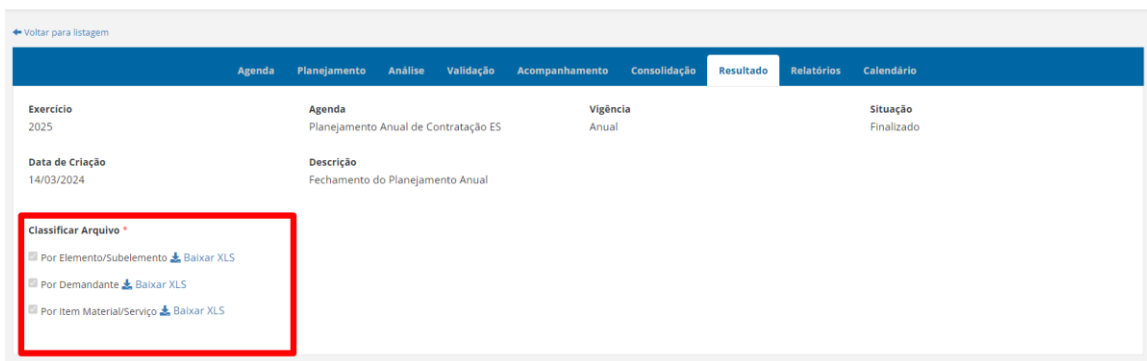 Voltar para listagem
Agenda Planejamento Análise Validação Acompanhamento Consolidação Resultado Relatórios Calendário
Exercício Agenda Vigência Situação
2025 Planejamento Anual de Contratação ES Anual Finalizado
Data de Criação Descrição
14/03/2024 Fechamento do Planejamento Anual
Classificar Arquivo *
Por Elemento/Subelemento Baixar XLS
Por Demandante Baixar XLS
Por Item Material/Serviço Baixar XLS